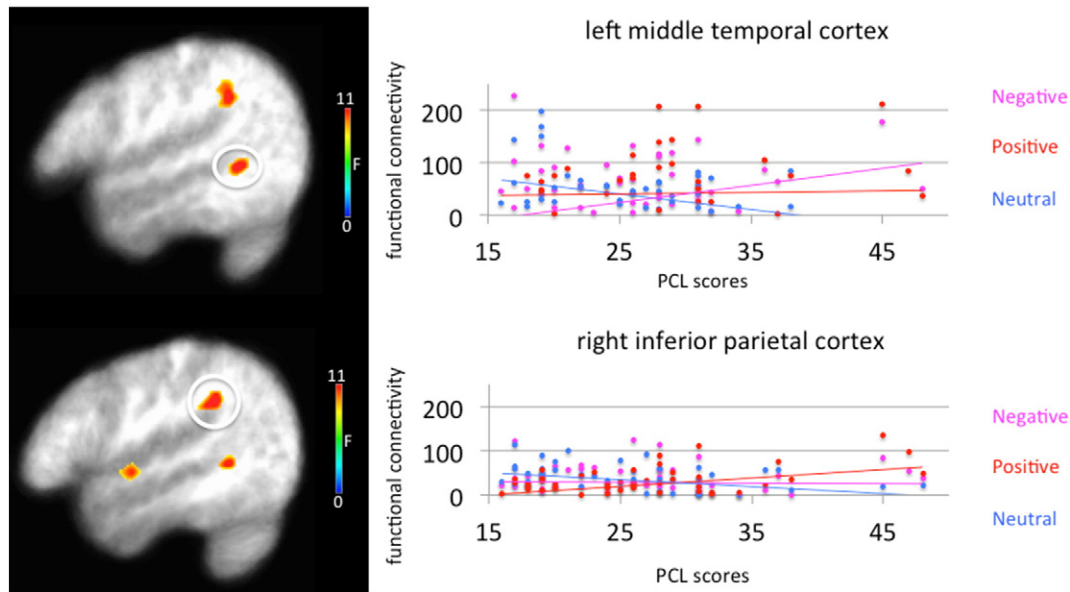 11
F
0
left middle temporal cortex
functional connectivity
200
100
0
15
25
35
45
PCL scores
Negative
Positive
Neutral
11
F
0
right inferior parietal cortex
functional connectivity
200
100
0
15
25
35
45
PCL scores
Negative
Positive
Neutral